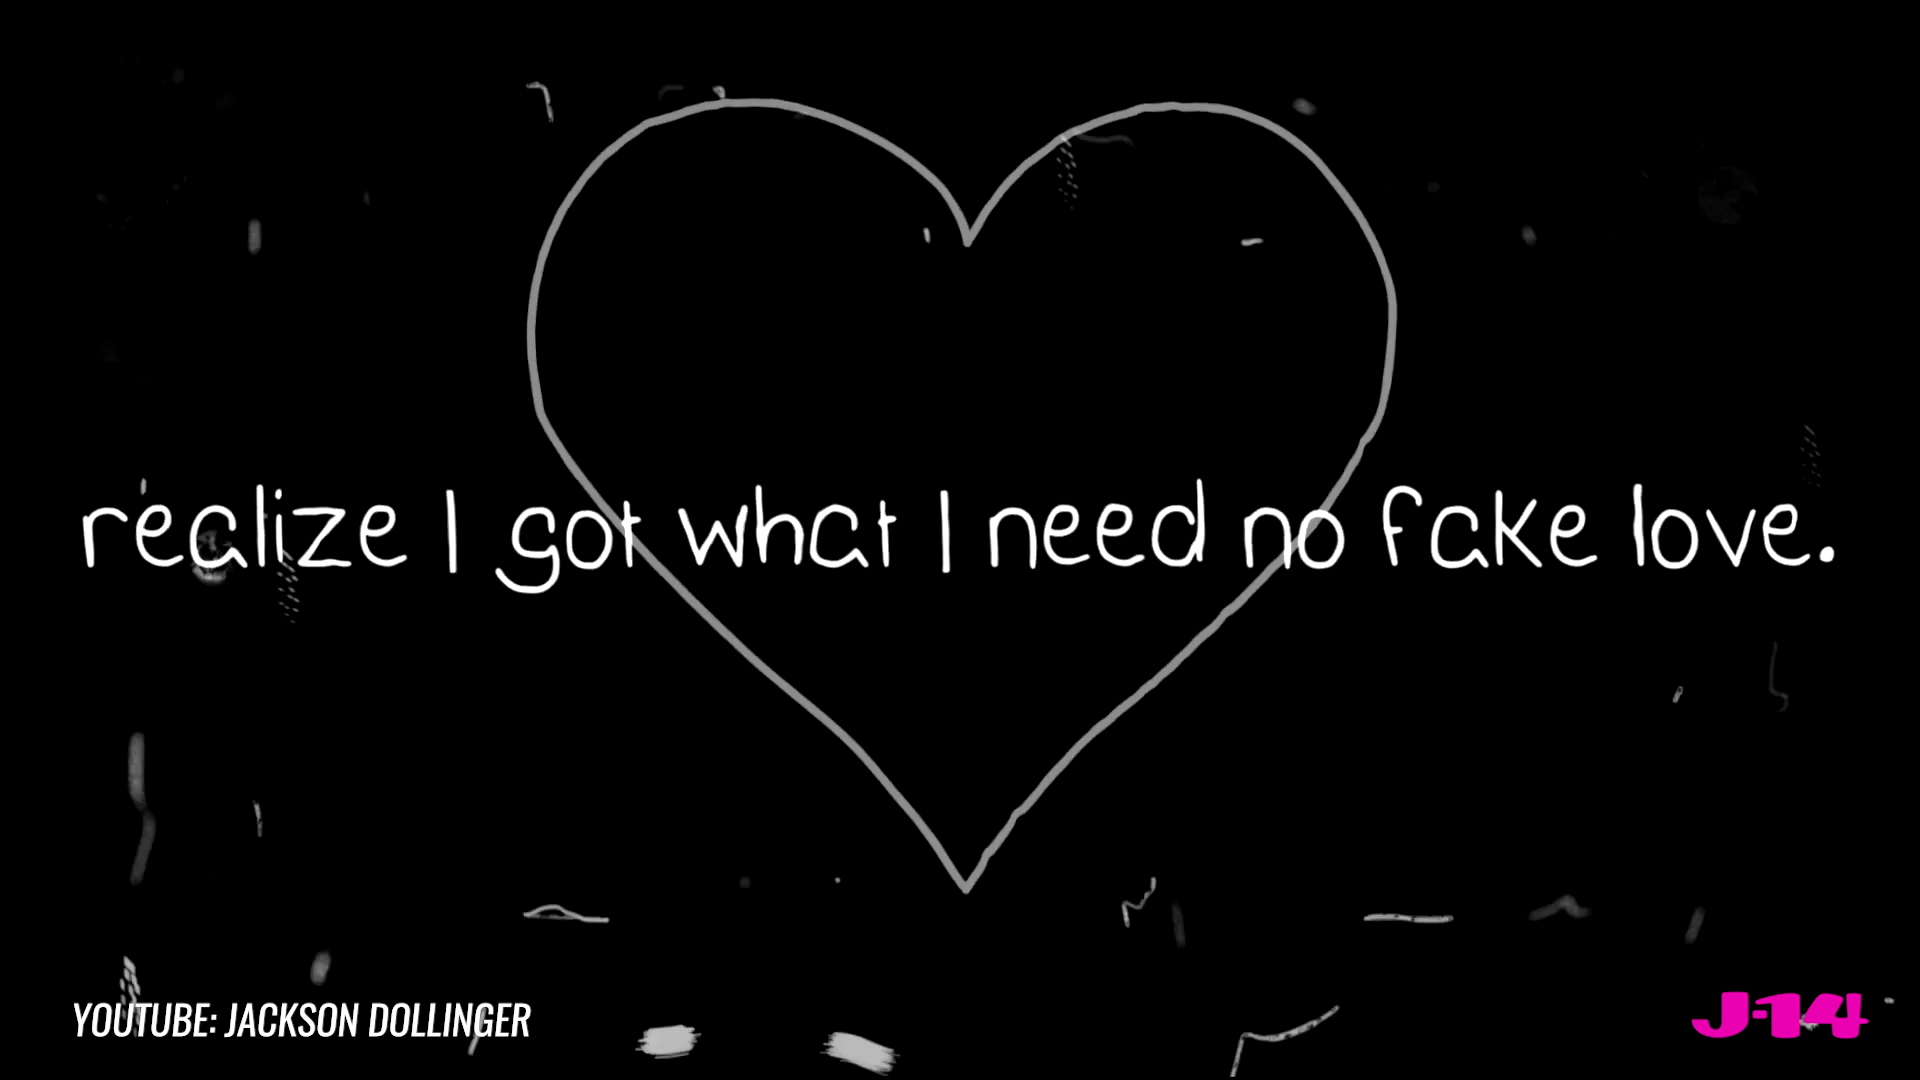 realize I got what I need no fake love.
YOUTUBE: JACKSON DOLLINGER
J-14